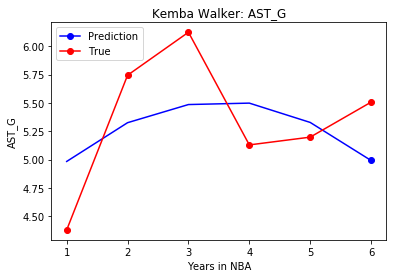 Kemba Walker: AST_G
Prediction
True
AST_G
6.00
5.75
5.50
5.25
5.00
4.75
4.50
1 2 3 4 5 6
Years in NBA